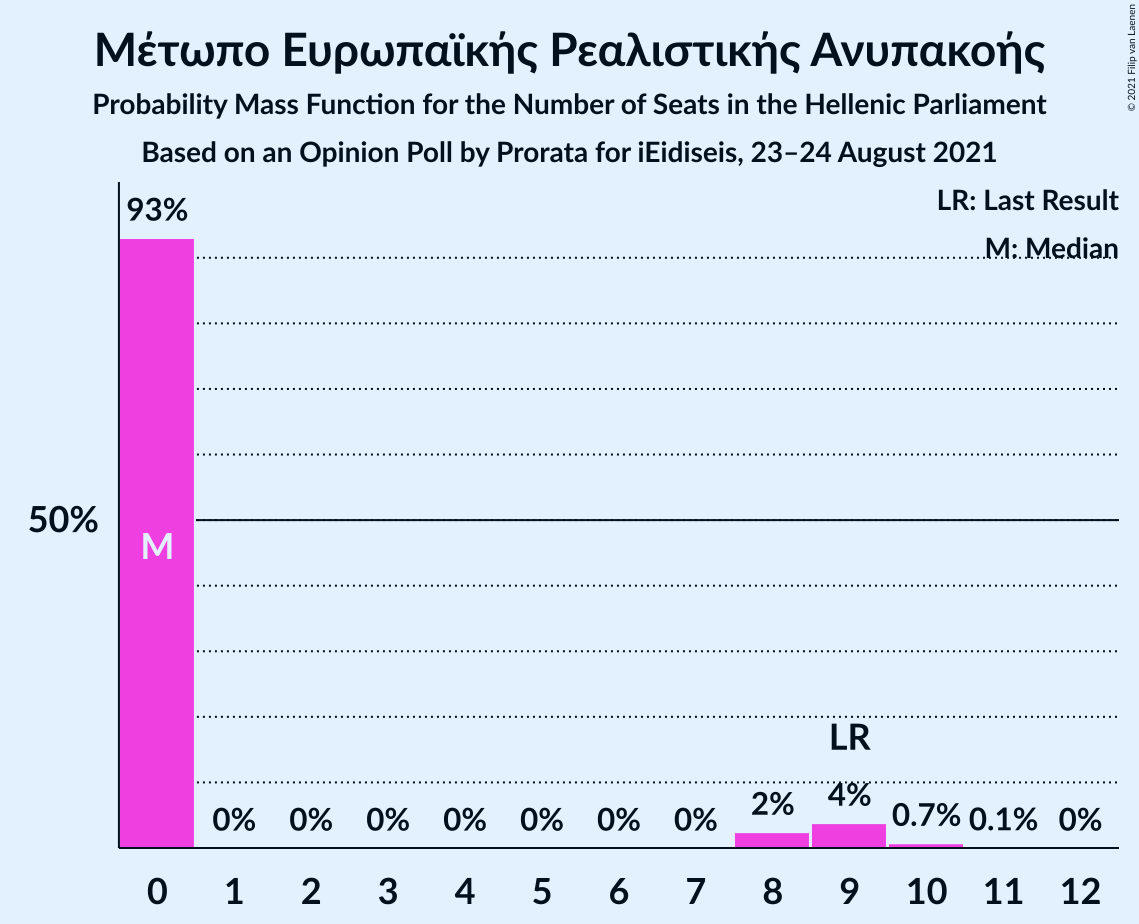 Μέτωπο Ευρωπαϊκής Ρεαλιστικής Ανυπακοής
Probability Mass Function for the Number of Seats in the Hellenic Parliament
Based on an Opinion Poll by Prorata for iEidiseis, 23–24 August 2021
© 2021 Filip van Laenen
LR: Last Result
M: Median
93%
50%
M
LR
0% 0% 0% 0% 0% 0% 0% 2% 4% 0.7% 0.1% 0%
0 1 2 3 4 5 6 7 8 9 10 11 12